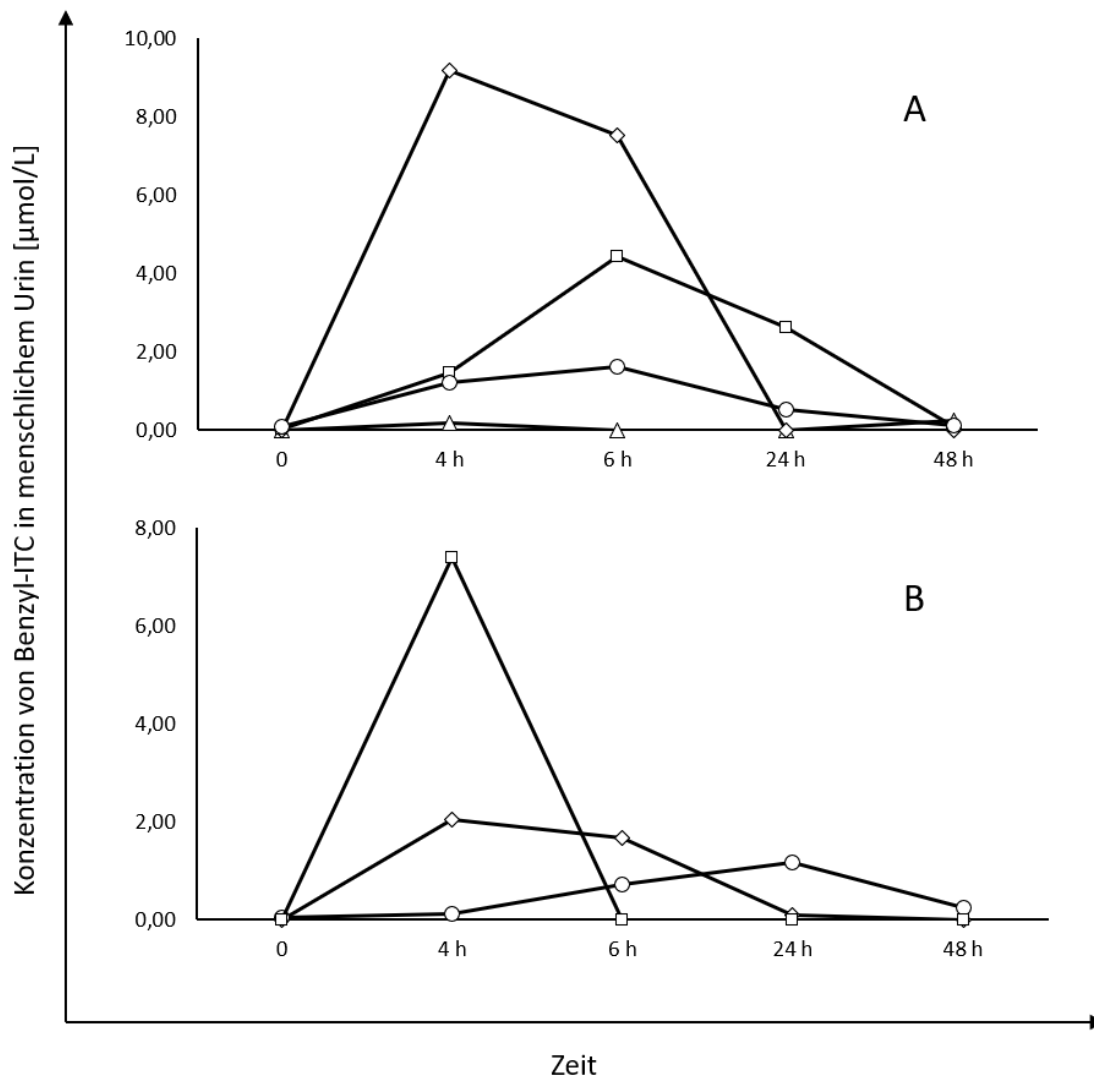 Konzentration von Benzyl-ITC in menschlichem Urin [µmol/L]
10,00
8,00
6,00
4,00
2,00
0,00
A
0 4 h 6 h 24 h 48 h
8,00
6,00
4,00
2,00
0,00
B
0 4 h 6 h 24 h 48 h
Zeit